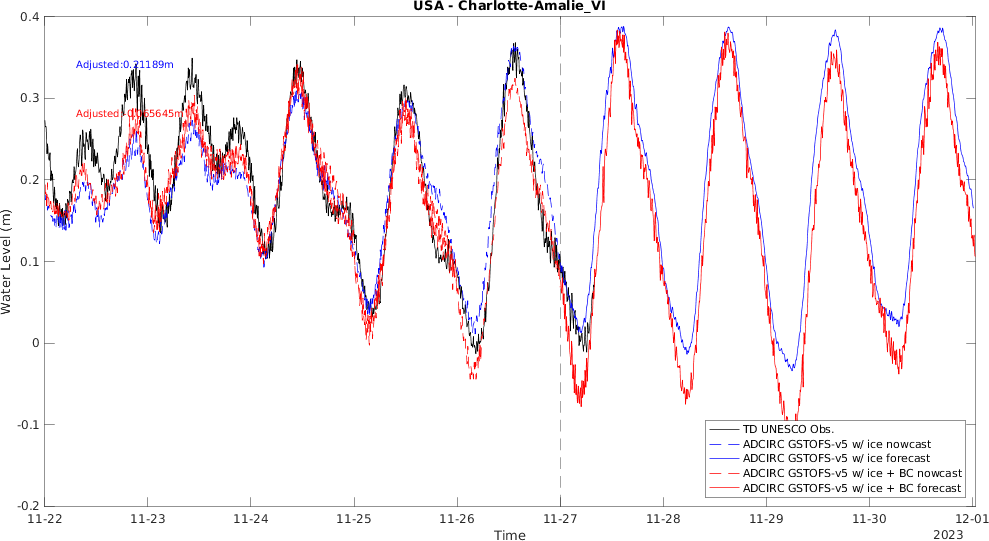 USA - Charlotte-Amalie_VI
0.4
Adjusted:0.21189m
0.3
0.2
0.1
0
-0.1
-0.2
Water Level (m)
TD UNESCO Obs.
ADCIRC GSTOFS-v5 w/ ice nowcast
ADCIRC GSTOFS-v5 w/ ice forecast
ADCIRC GSTOFS-v5 w/ ice + BC nowcast
ADCIRC GSTOFS-v5 w/ ice + BC forecast
11-22 11-23 11-24 11-25 11-26 11-27 11-28 11-29 11-30 12-01
Time
2023